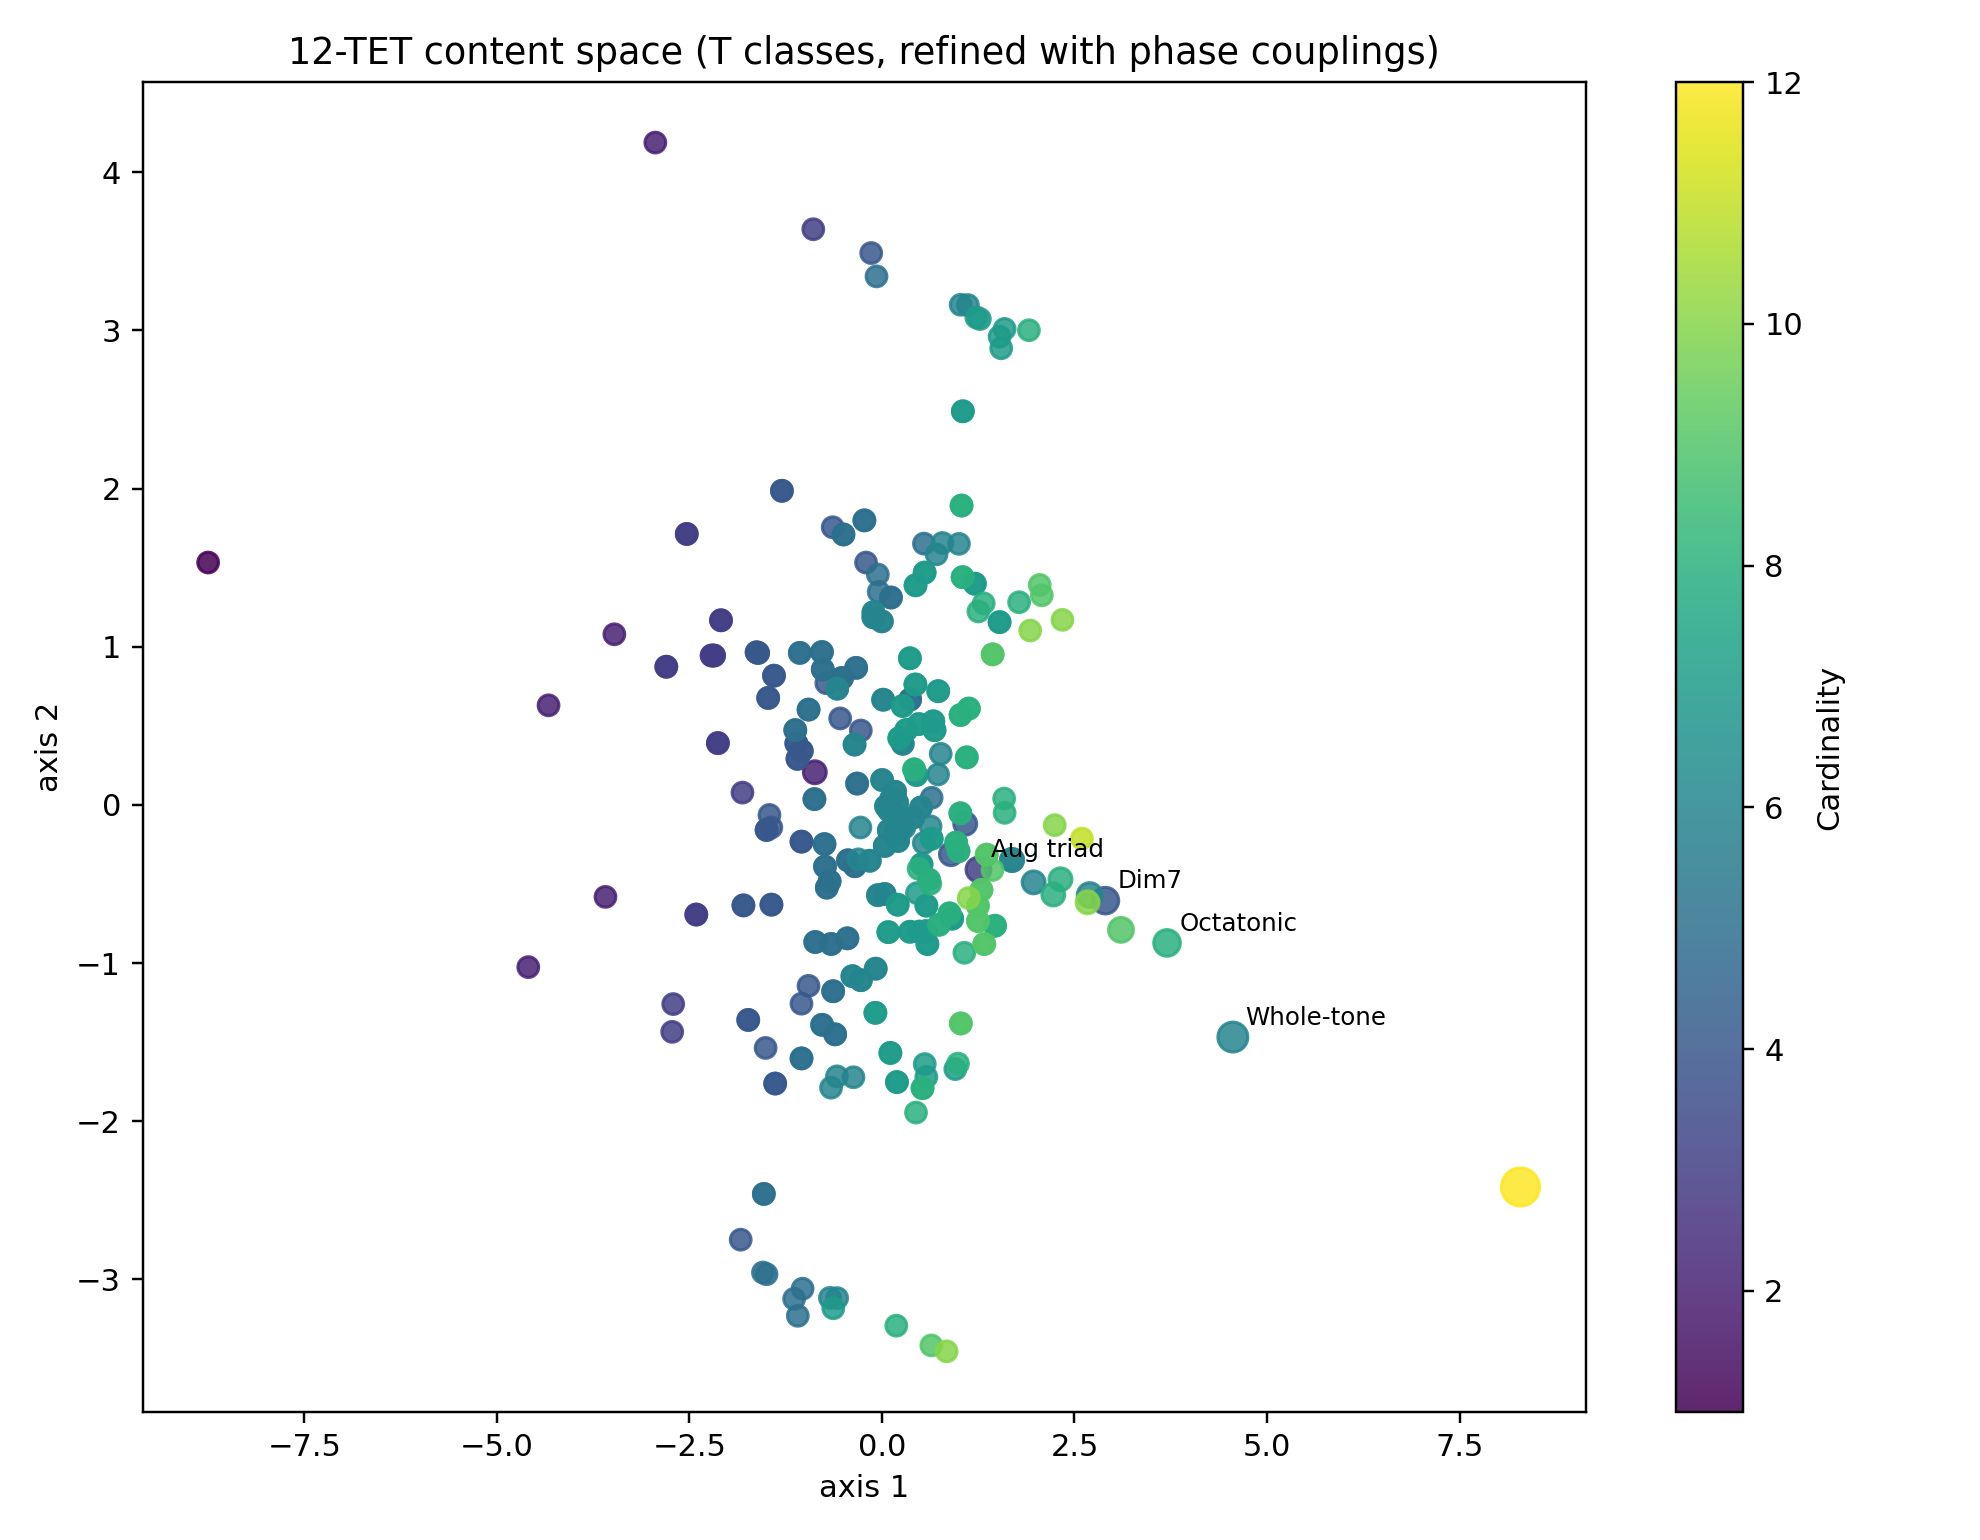 12-TET content space (T classes, refined with phase couplings)
4
3
2
1
0
−1
−2
−3
axis 2
Aug triad
Dim7
Octatonic
Whole-tone
−7.5
−5.0
−2.5
0.0
2.5
5.0
7.5
axis 1
12
10
8
6
4
2
Cardinality